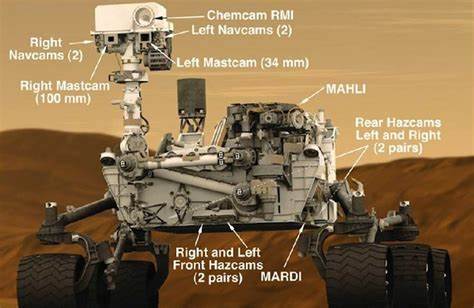 Chemcam RMI
Left Navcams (2)
Right
Navcams (2)
Left Mastcam (34 mm)
Right Mastcam
(100 mm)
MAHLI
Rear Hazcams
Left and Right
(2 pairs)
Right and Left
Front Hazcams
(2 pairs)
MARDI